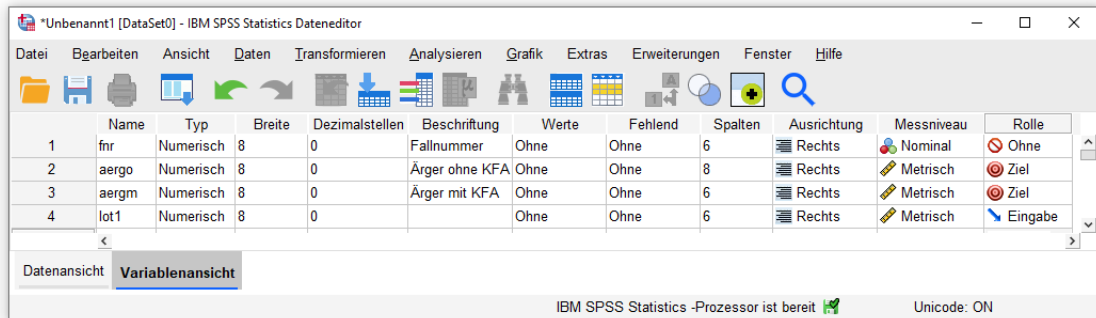 *Unbenannt1 [DataSet0] - IBM SPSS Statistics Dateneditor
Datei Bearbeiten Ansicht Daten Transformieren Analysieren Grafik Extras Erweiterungen Fenster Hilfe
Name Typ Breite Dezimalstellen Beschriftung Werte Fehlend Spalten Ausrichtung Messniveau Rolle
1 fnr Numerisch 8 0 Fallnummer Ohne Ohne 6 Rechts Nominal Ohne
2 aergo Numerisch 8 0 Ärger ohne KFA Ohne Ohne 8 Rechts Metrisch Ziel
3 aergm Numerisch 8 0 Ärger mit KFA Ohne Ohne 6 Rechts Metrisch Ziel
4 lot1 Numerisch 8 0 Ohne Ohne 6 Rechts Metrisch Eingabe
Datenansicht Variablenansicht
IBM SPSS Statistics -Prozessor ist bereit Unicode: ON